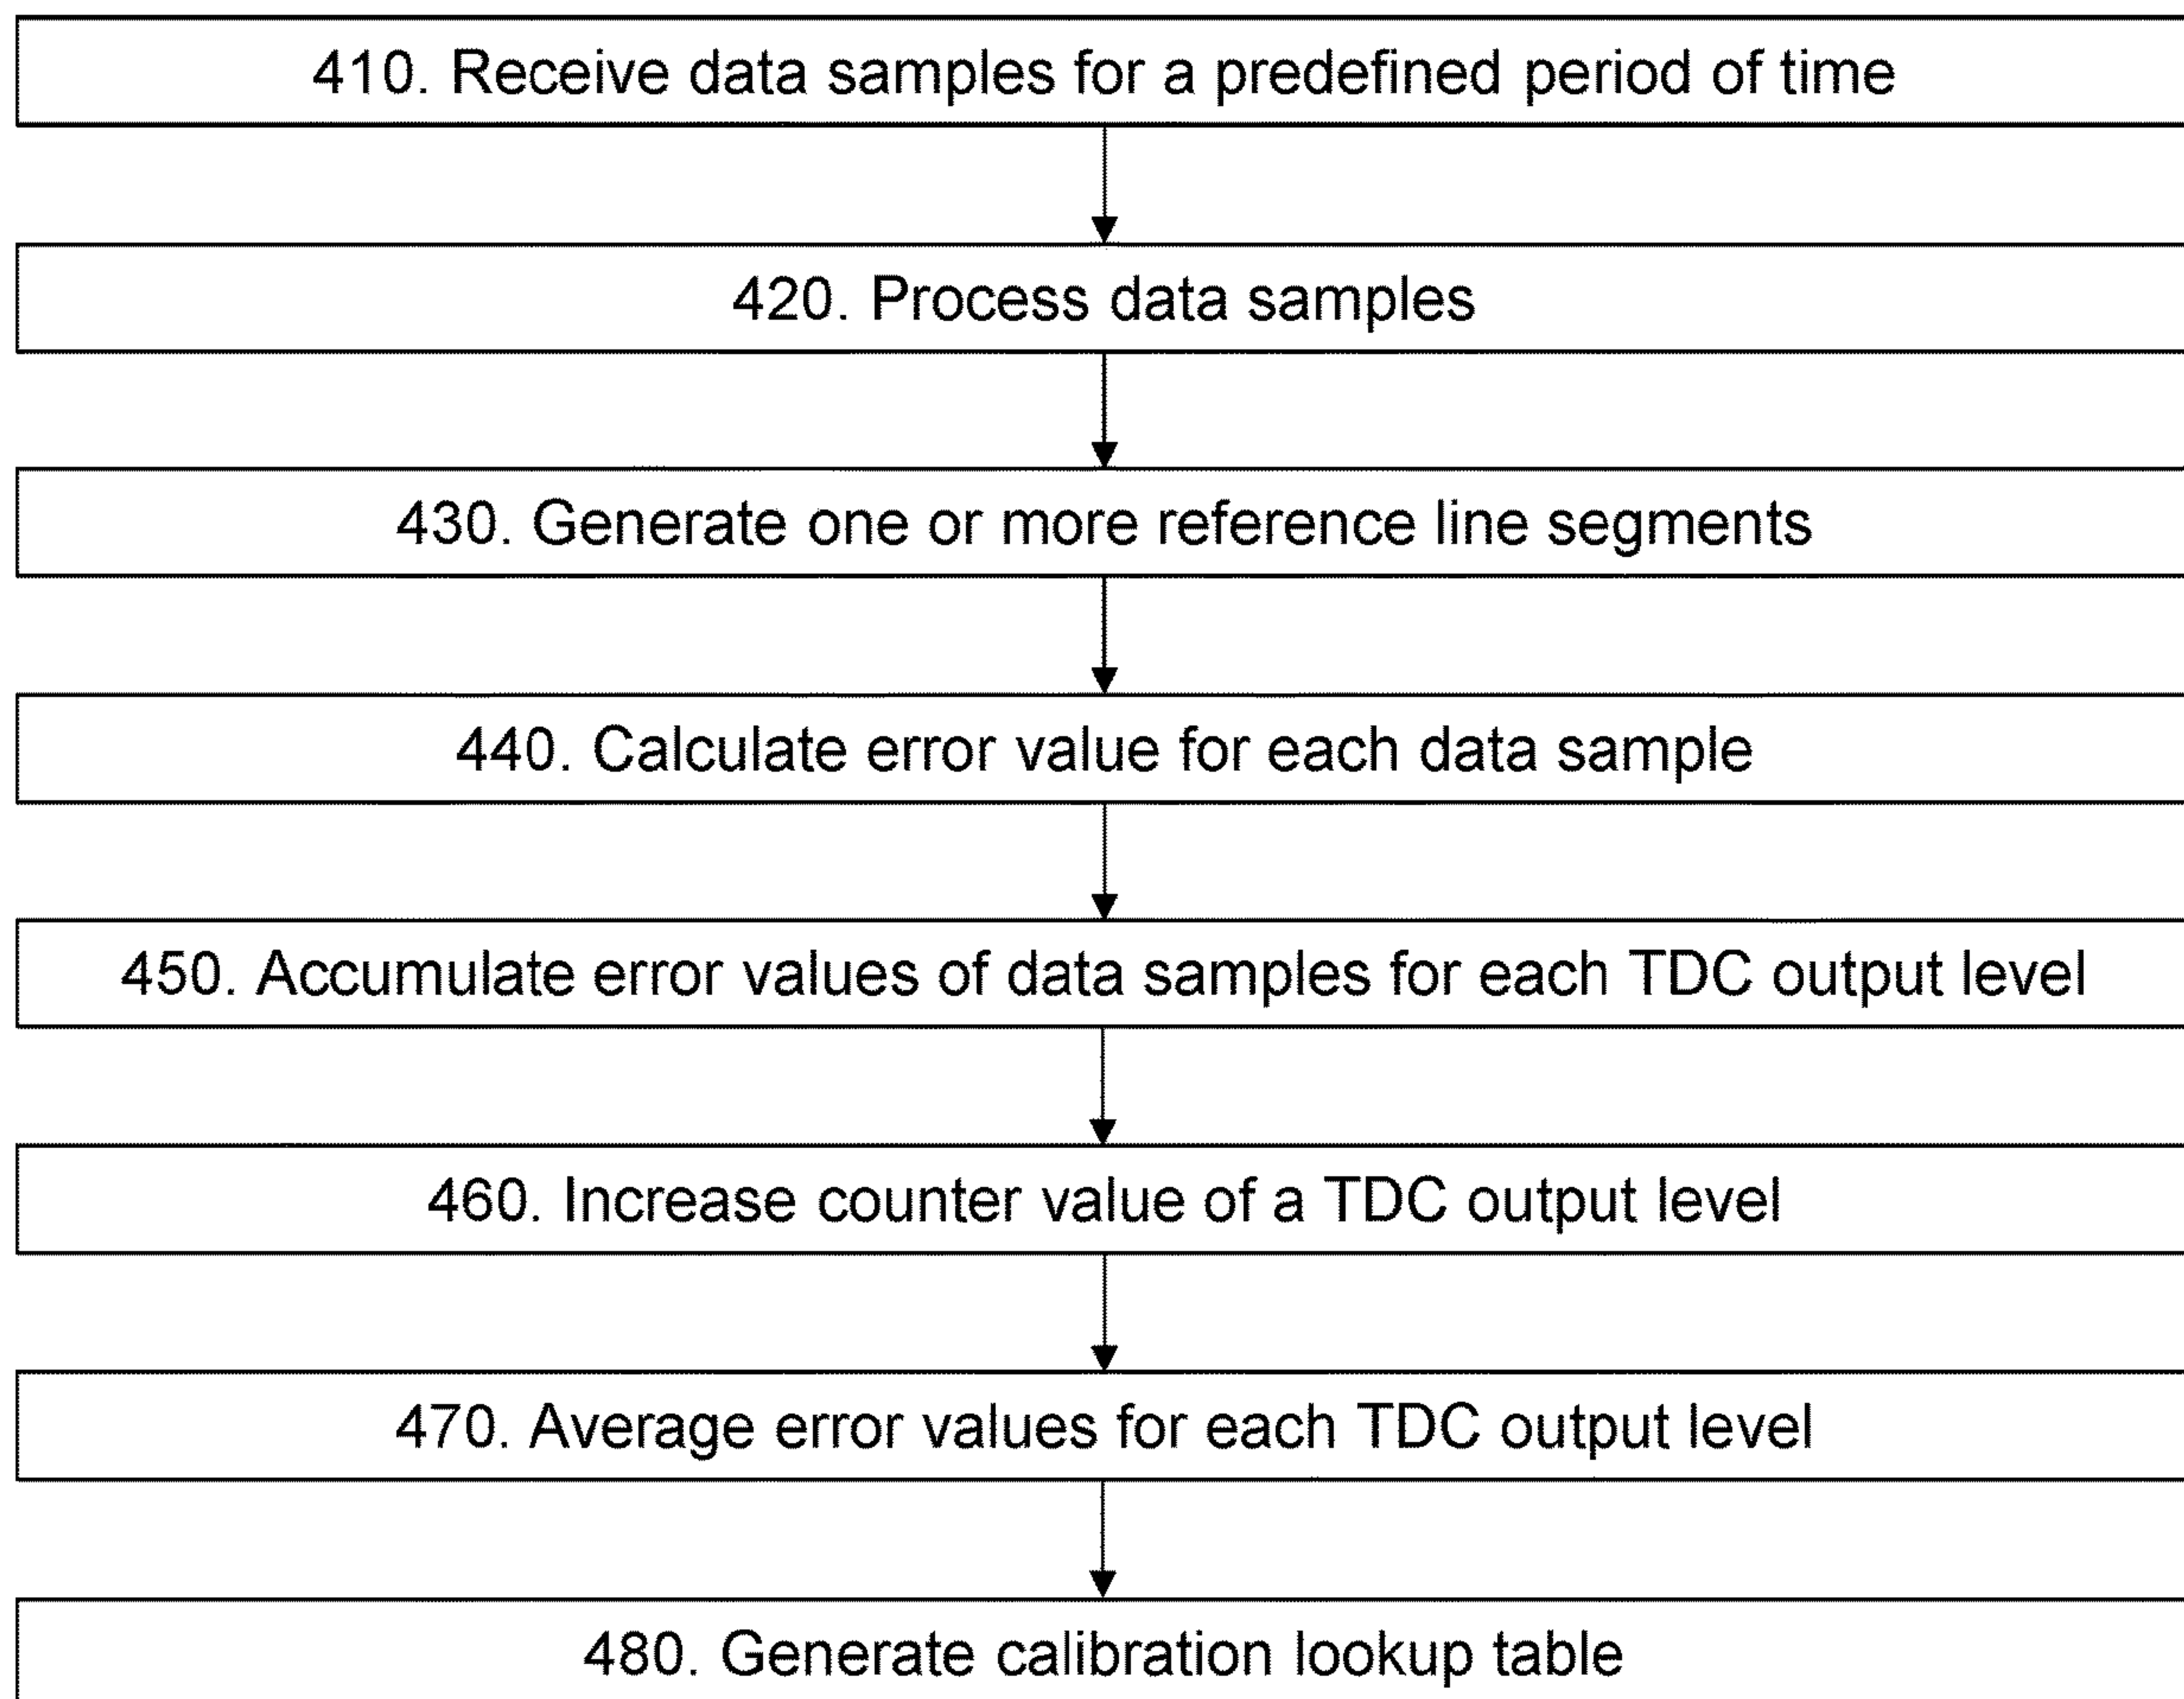 410. Receive data samples for a predefined period of time
420. Process data samples
430. Generate one or more reference line segments
440. Calculate error value for each data sample
450. Accumulate error values of data samples for each TDC output level
460. Increase counter value of a TDC output level
470. Average error values for each TDC output level
480. Generate calibration lookup table